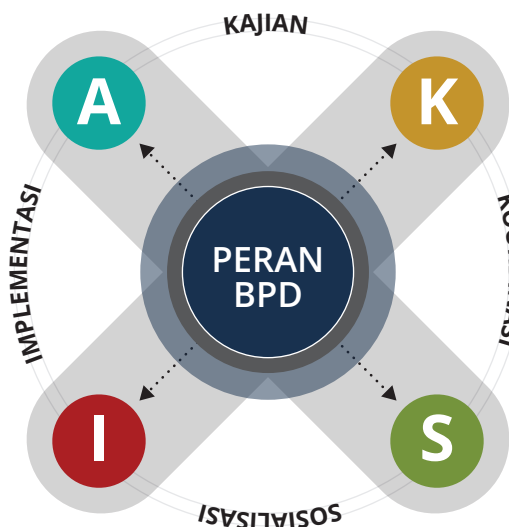 KAJIAN
A
K
IMPLEMENTASI
PERAN
BPD
I
S
SOSIALISASI